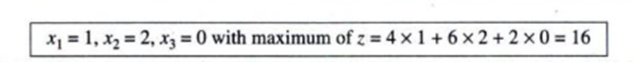 x₁ = 1, x₂ = 2, x₃ = 0 with maximum of z = 4 × 1 + 6 × 2 + 2 × 0 = 16